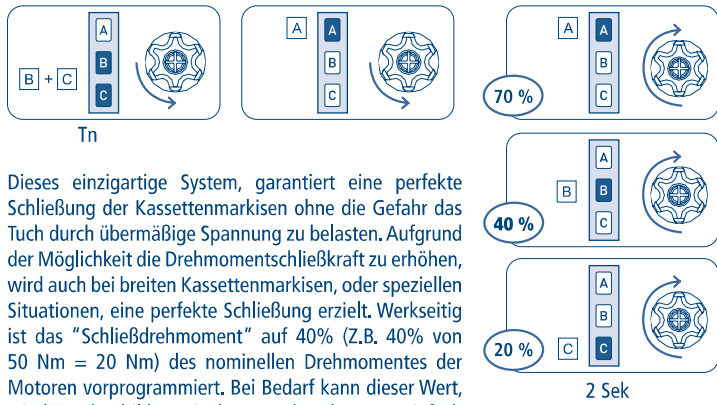 B + C
A
B
C
Tn
A
A
B
C
A
A
B
C
70 %
B
A
B
C
40 %
C
A
B
C
20 %
2 Sek
Dieses einzigartige System, garantiert eine perfekte
Schließung der Kassettenmarkisen ohne die Gefahr das
Tuch durch übermäßige Spannung zu belasten. Aufgrund
der Möglichkeit die Drehmomentschließkraft zu erhöhen,
wird auch bei breiten Kassettenmarkisen, oder speziellen
Situationen, eine perfekte Schließung erzielt. Werkseitig
ist das “Schließdrehmoment” auf 40% (Z.B. 40% von
50 Nm = 20 Nm) des nominellen Drehmomentes der
Motoren vorprogrammiert. Bei Bedarf kann dieser Wert,